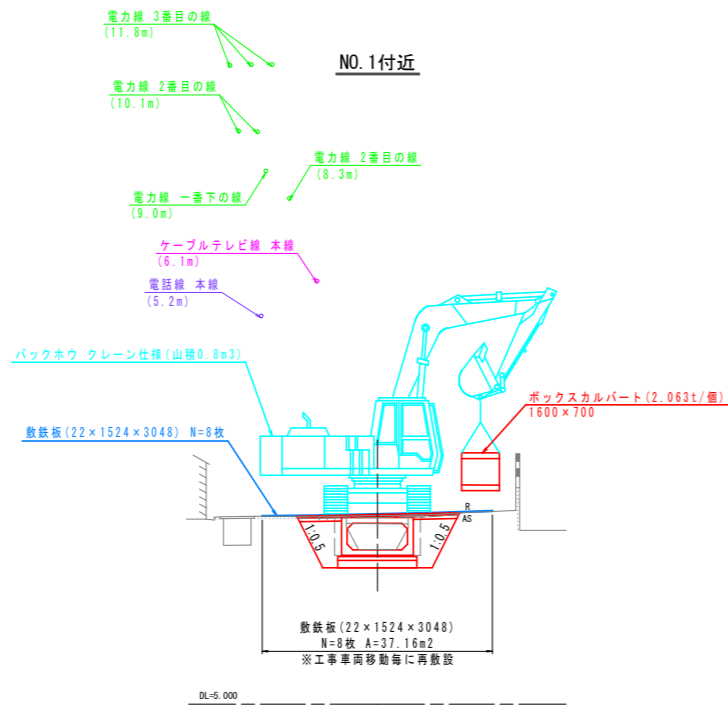 電力線 3番目の線
(11.8m)
NO.1付近
電力線 2番目の線
(10.1m)
電力線 2番目の線
(8.3m)
電力線 一番下の線
(9.0m)
ケーブルテレビ線 本線
(6.1m)
電話線 本線
(5.2m)
バックホウ クレーン仕様(山積0.8m3)
ボックスカルバート(2.063t/個)
1600×700
敷鉄板(22×1524×3048) N=8枚
R
AS
1:0.5
1:0.5
敷鉄板(22×1524×3048)
N=8枚 A=37.16m2
※工事車両移動毎に再敷設
DL=5.000